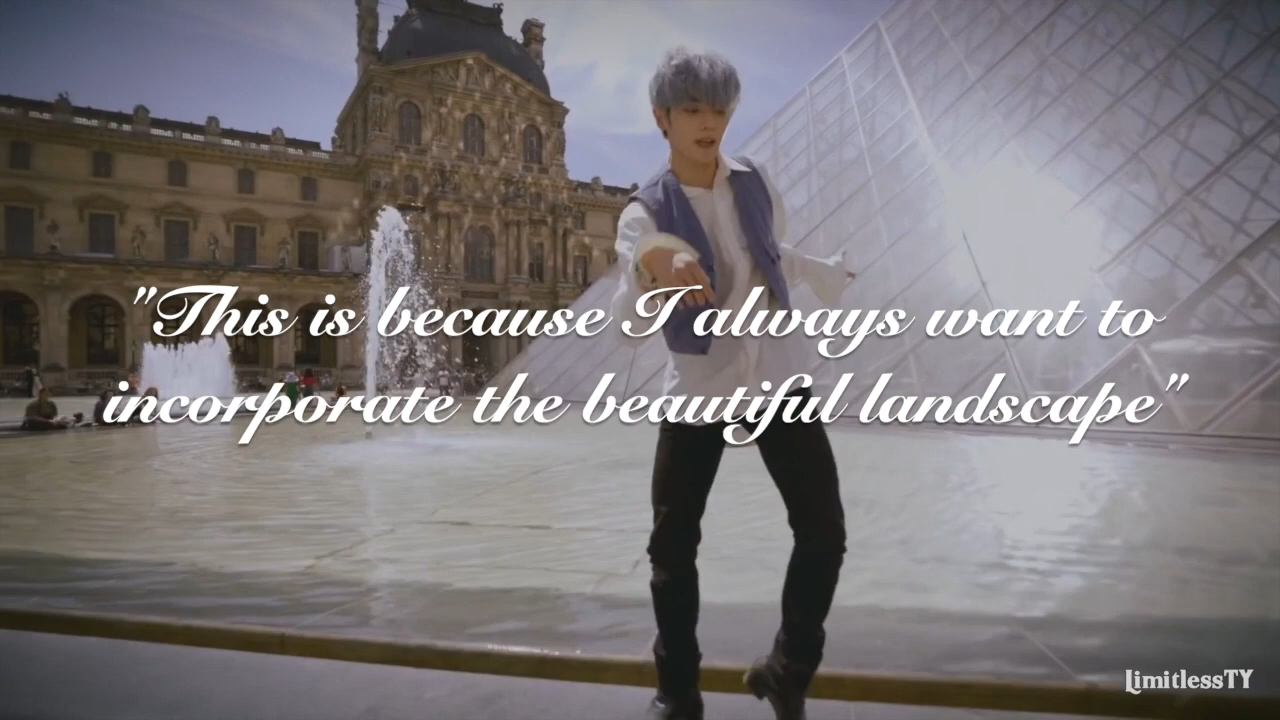 "This is because I always want to
incorporate the beautiful landscape"
LimitlessTY